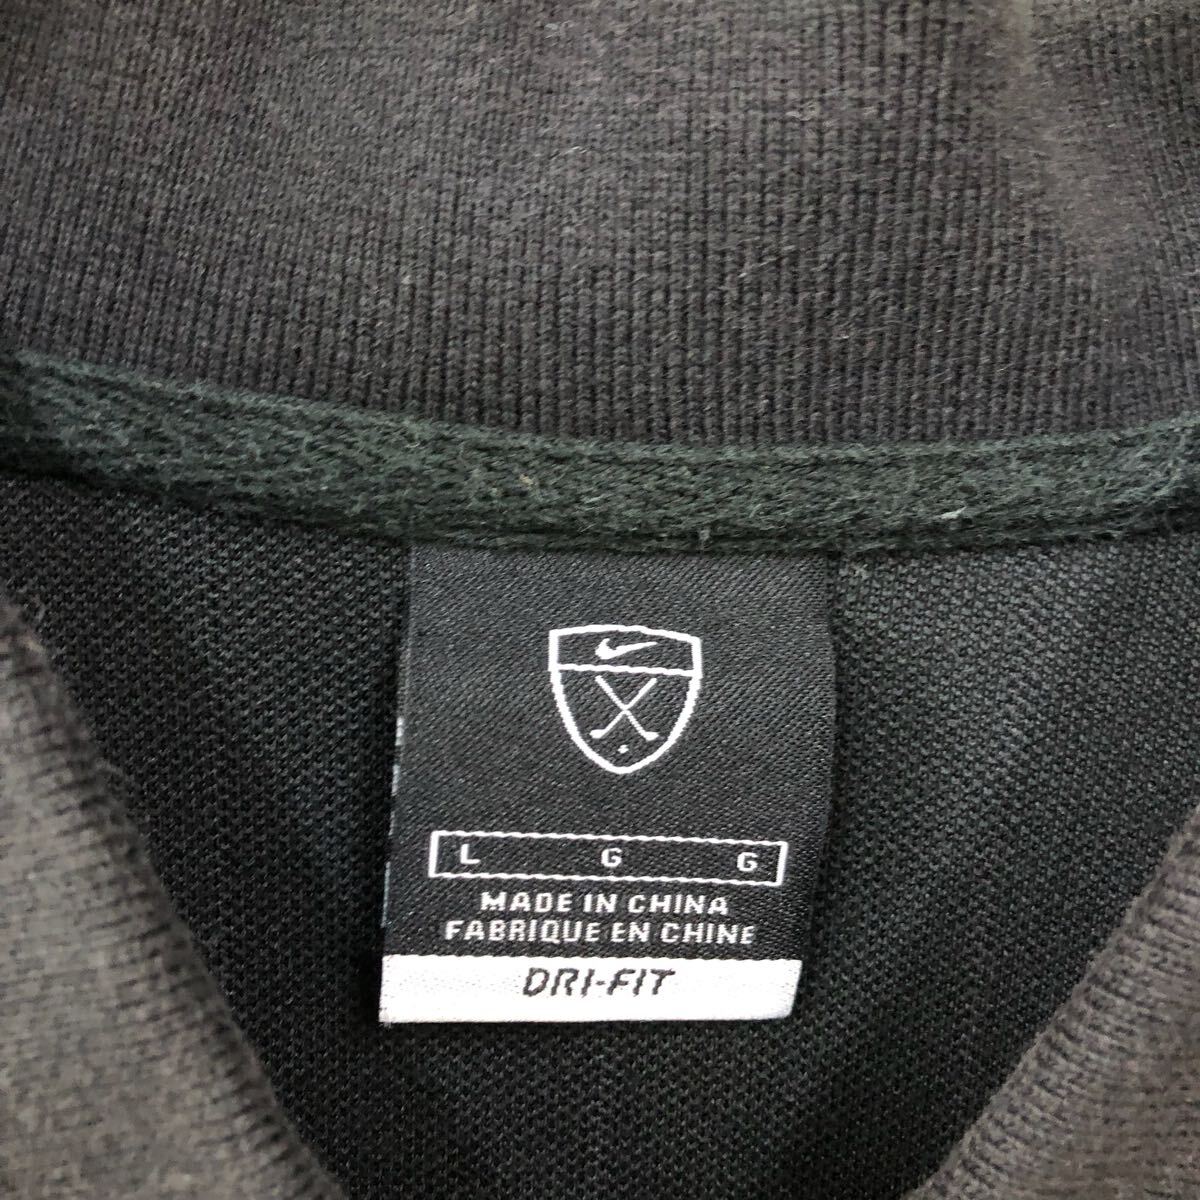 L G G
MADE IN CHINA
FABRIQUE EN CHINE
DRI-FIT